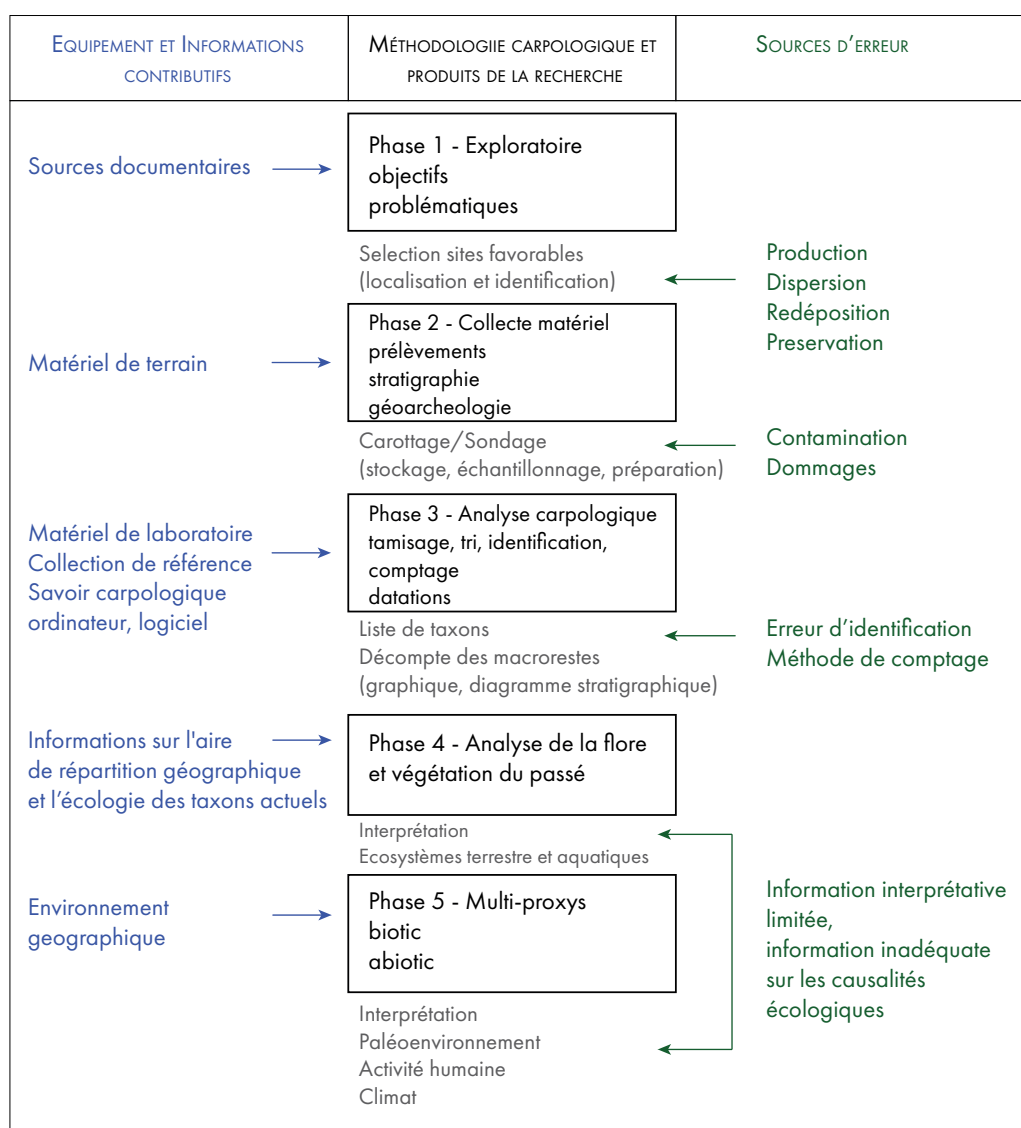 EQUIPEMENT ET INFORMATIONS
CONTRIBUTIFS
MÉTHODOLOGIIE CARPOLOGIQUE ET
PRODUITS DE LA RECHERCHE
SOURCES D'ERREUR
Sources documentaires
Phase 1 - Exploratoire
objectifs
problématiques
Selection sites favorables
(localisation et identification)
Production
Dispersion
Redéposition
Preservation
Matériel de terrain
Phase 2 - Collecte matériel
prélèvements
stratigraphie
géoarcheologie
Carottage/Sondage
(stockage, échantillonnage, préparation)
Contamination
Dommages
Matériel de laboratoire
Collection de référence
Savoir carpologique
ordinateur, logiciel
Phase 3 - Analyse carpologique
tamisage, tri, identification,
comptage
datations
Liste de taxons
Décompte des macrorestes
(graphique, diagramme stratigraphique)
Erreur d'identification
Méthode de comptage
Informations sur l'aire
de répartition géographique
et l'écologie des taxons actuels
Phase 4 - Analyse de la flore
et végétation du passé
Interprétation
Ecosystèmes terrestre et aquatiques
Environnement
geographique
Phase 5 - Multi-proxys
biotic
abiotic
Information interprétative
limitée,
information inadéquate
sur les causalités
écologiques
Interprétation
Paléoenvironnement
Activité humaine
Climat